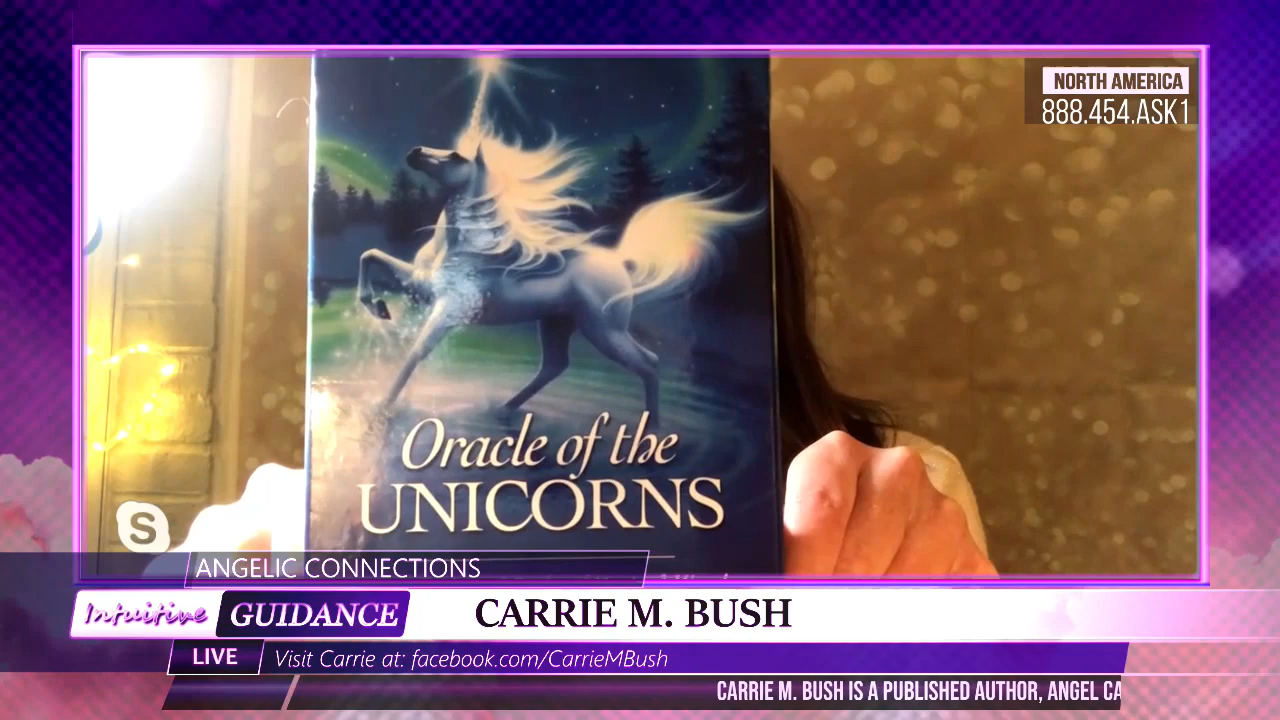 NORTH AMERICA
888.454.ASK1
Oracle of the
UNICORNS
S
ANGELIC CONNECTIONS
Intuitive GUIDANCE
CARRIE M. BUSH
LIVE
Visit Carrie at: facebook.com/CarrieMBush
CARRIE M. BUSH IS A PUBLISHED AUTHOR, ANGEL CA